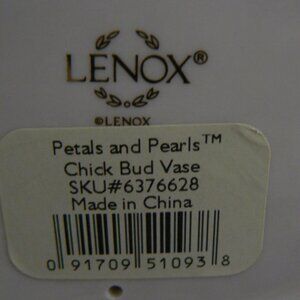 LENOX®
©LENOX
Petals and Pearls™
Chick Bud Vase
SKU#6376628
Made in China
0 91709 51093 8